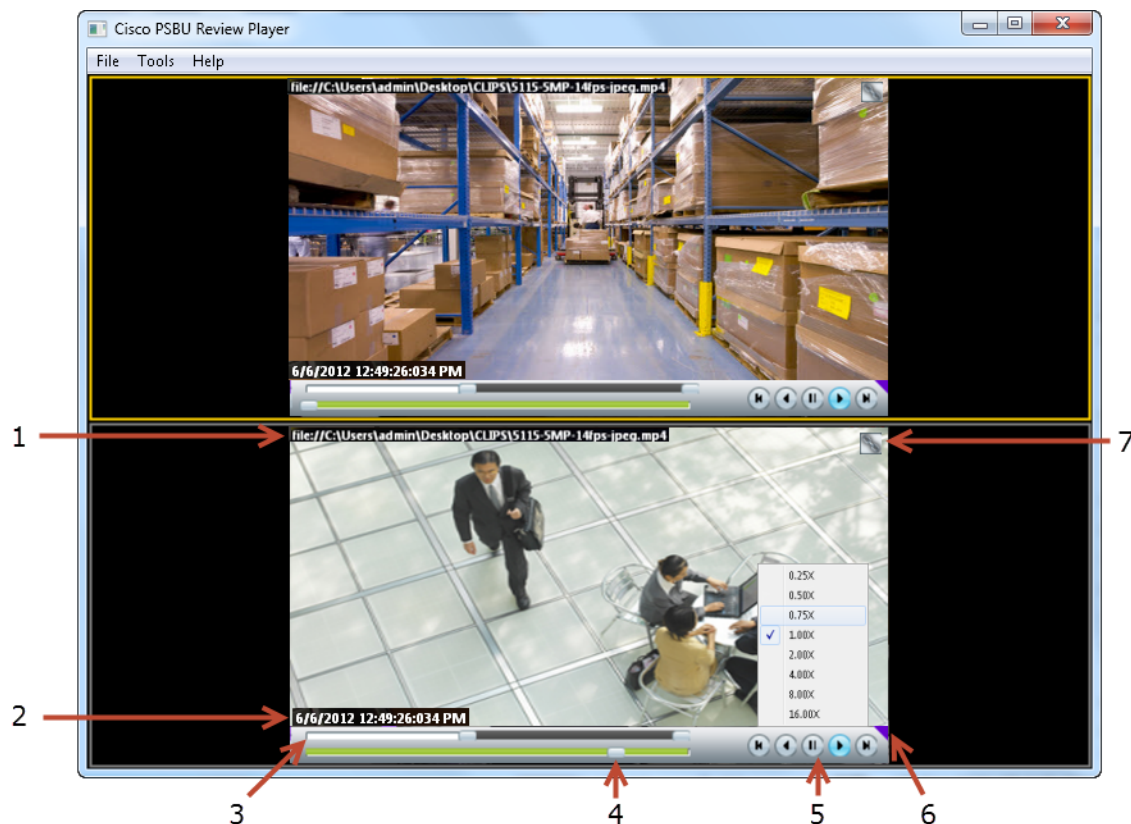 Cisco PSBU Review Player
File Tools Help
file://C:\Users\admin\Desktop\CLIPS\5115-5MP-14fps-jpeg.mp4
6/6/2012 12:49:26:034 PM
1
file://C:\Users\admin\Desktop\CLIPS\5115-5MP-14fps-jpeg.mp4
7
0.25X
0.50X
0.75X
1.00X
2.00X
4.00X
8.00X
16.00X
2
6/6/2012 12:49:26:034 PM
3
4
5
6